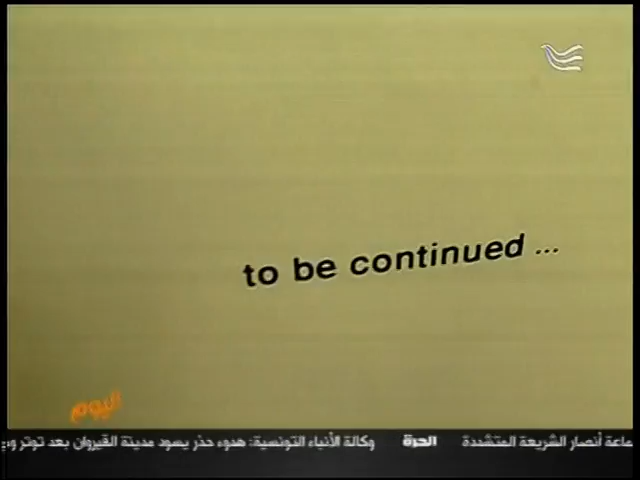 to be continued ...
اليوم
ماعة أنصار الشريعة المتشددة الحرة وكالة الأنباء التونسية: هدوء حذر يسود مدينة القيروان بعد توتر